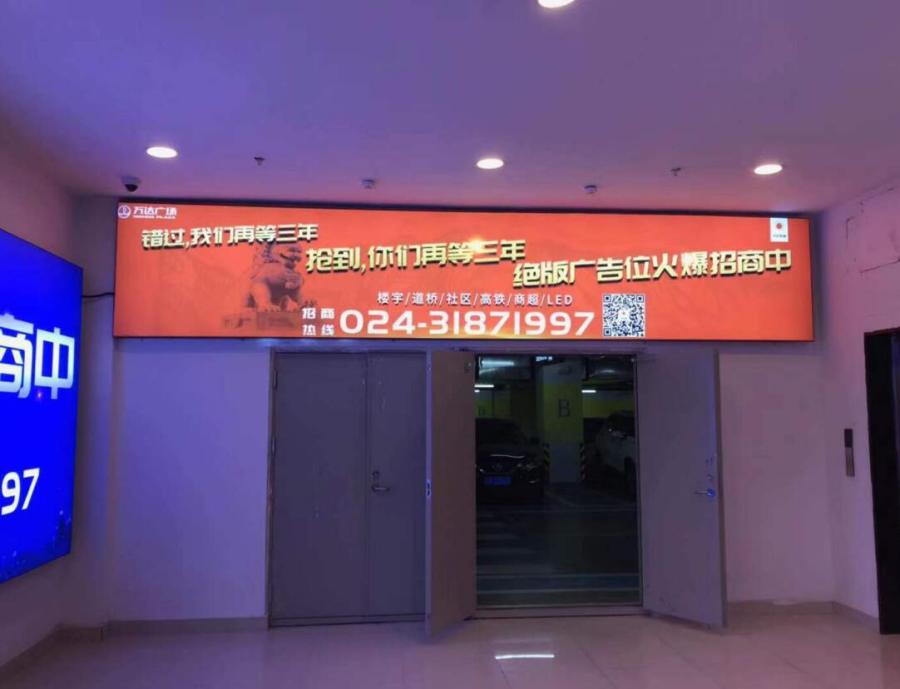 万达广场
错过,我们再等三年
抢到,你们再等三年
绝版广告位火爆招商中
楼宇/道桥/社区/高铁/商超/LED
招商
热线
024-31871997
商中
97
B